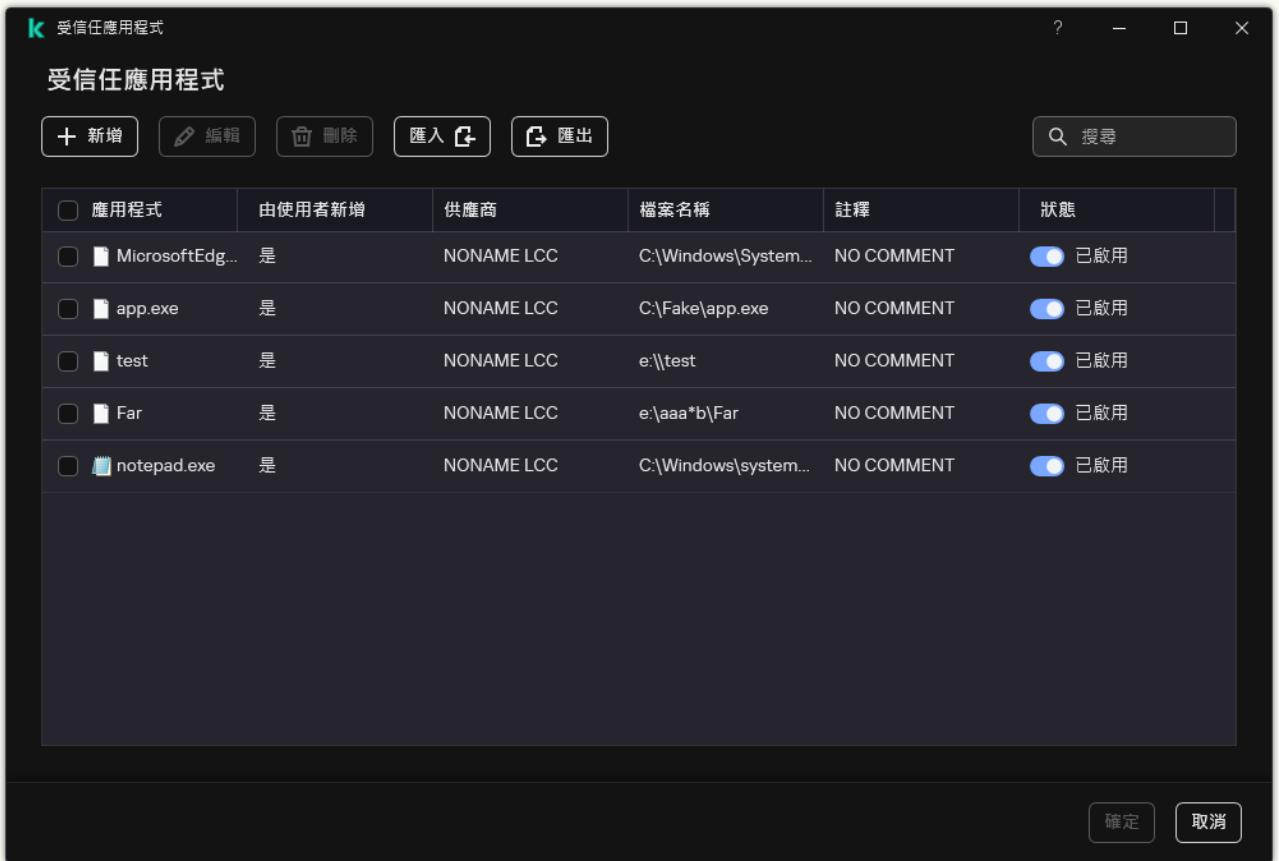 受信任應用程式
?
受信任應用程式
新增 編輯 刪除 匯入 匯出 搜尋
應用程式 由使用者新增 供應商 檔案名稱 註釋 狀態
MicrosoftEdg... 是 NONAME LCC C:\Windows\System... NO COMMENT 已啟用
app.exe 是 NONAME LCC C:\Fake\app.exe NO COMMENT 已啟用
test 是 NONAME LCC e:\\test NO COMMENT 已啟用
Far 是 NONAME LCC e:\aaa*b\Far NO COMMENT 已啟用
notepad.exe 是 NONAME LCC C:\Windows\system... NO COMMENT 已啟用
確定 取消